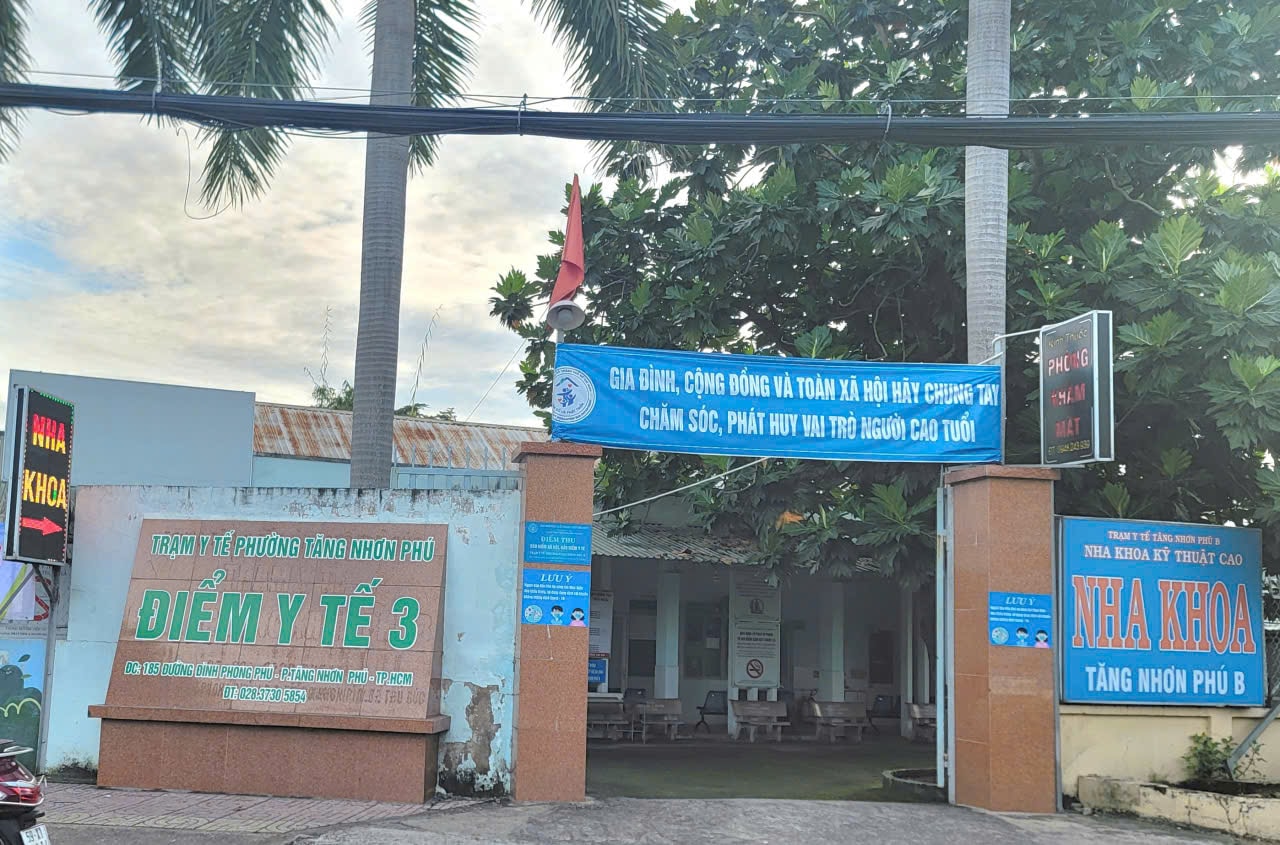 GIA ĐÌNH, CỘNG ĐỒNG VÀ TOÀN XÃ HỘI HÃY CHUNG TAY
CHĂM SÓC, PHÁT HUY VAI TRÒ NGƯỜI CAO TUỔI
PHÒNG
KHÁM
MẮT
NHA
KHOA
TRẠM Y TẾ PHƯỜNG TĂNG NHƠN PHÚ
ĐIỂM Y TẾ 3
ĐC: 185 ĐƯỜNG ĐÌNH PHONG PHÚ - P.TĂNG NHƠN PHÚ - TP.HCM
ĐT: 028.3730 5854
ĐIỂM THU
LƯU Ý
TRẠM Y TẾ TĂNG NHƠN PHÚ B
NHA KHOA KỸ THUẬT CAO
NHA KHOA
TĂNG NHƠN PHÚ B